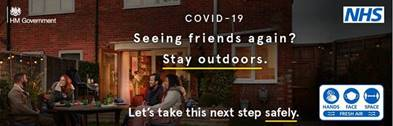 HM Government
COVID-19
NHS
Seeing friends again?
Stay outdoors.
Let's take this next step safely.
HANDS FACE SPACE
FRESH AIR